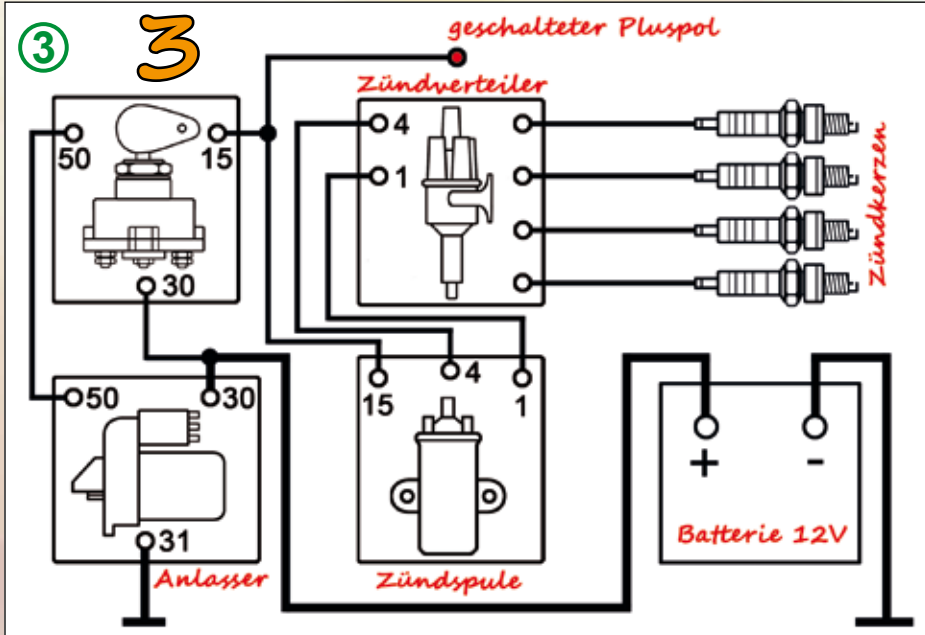 ③ 3
geschalteter Pluspol
Zündverteiler
50 15
4
1
30
Zündkerzen
50 30
15 4 1
+ -
31
Batterie 12V
Anlasser
Zündspule